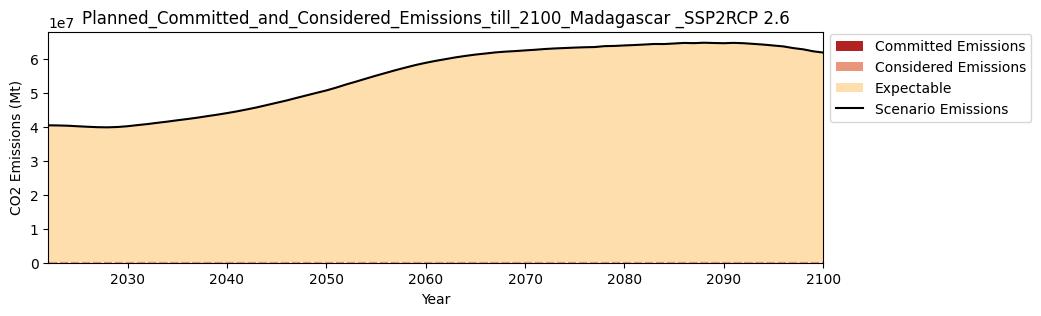 Planned_Committed_and_Considered_Emissions_till_2100_Madagascar _SSP2RCP 2.6
1e7
6
5
4
3
2
1
0
CO2 Emissions (Mt)
2030 2040 2050 2060 2070 2080 2090 2100
Year
Committed Emissions
Considered Emissions
Expectable
Scenario Emissions